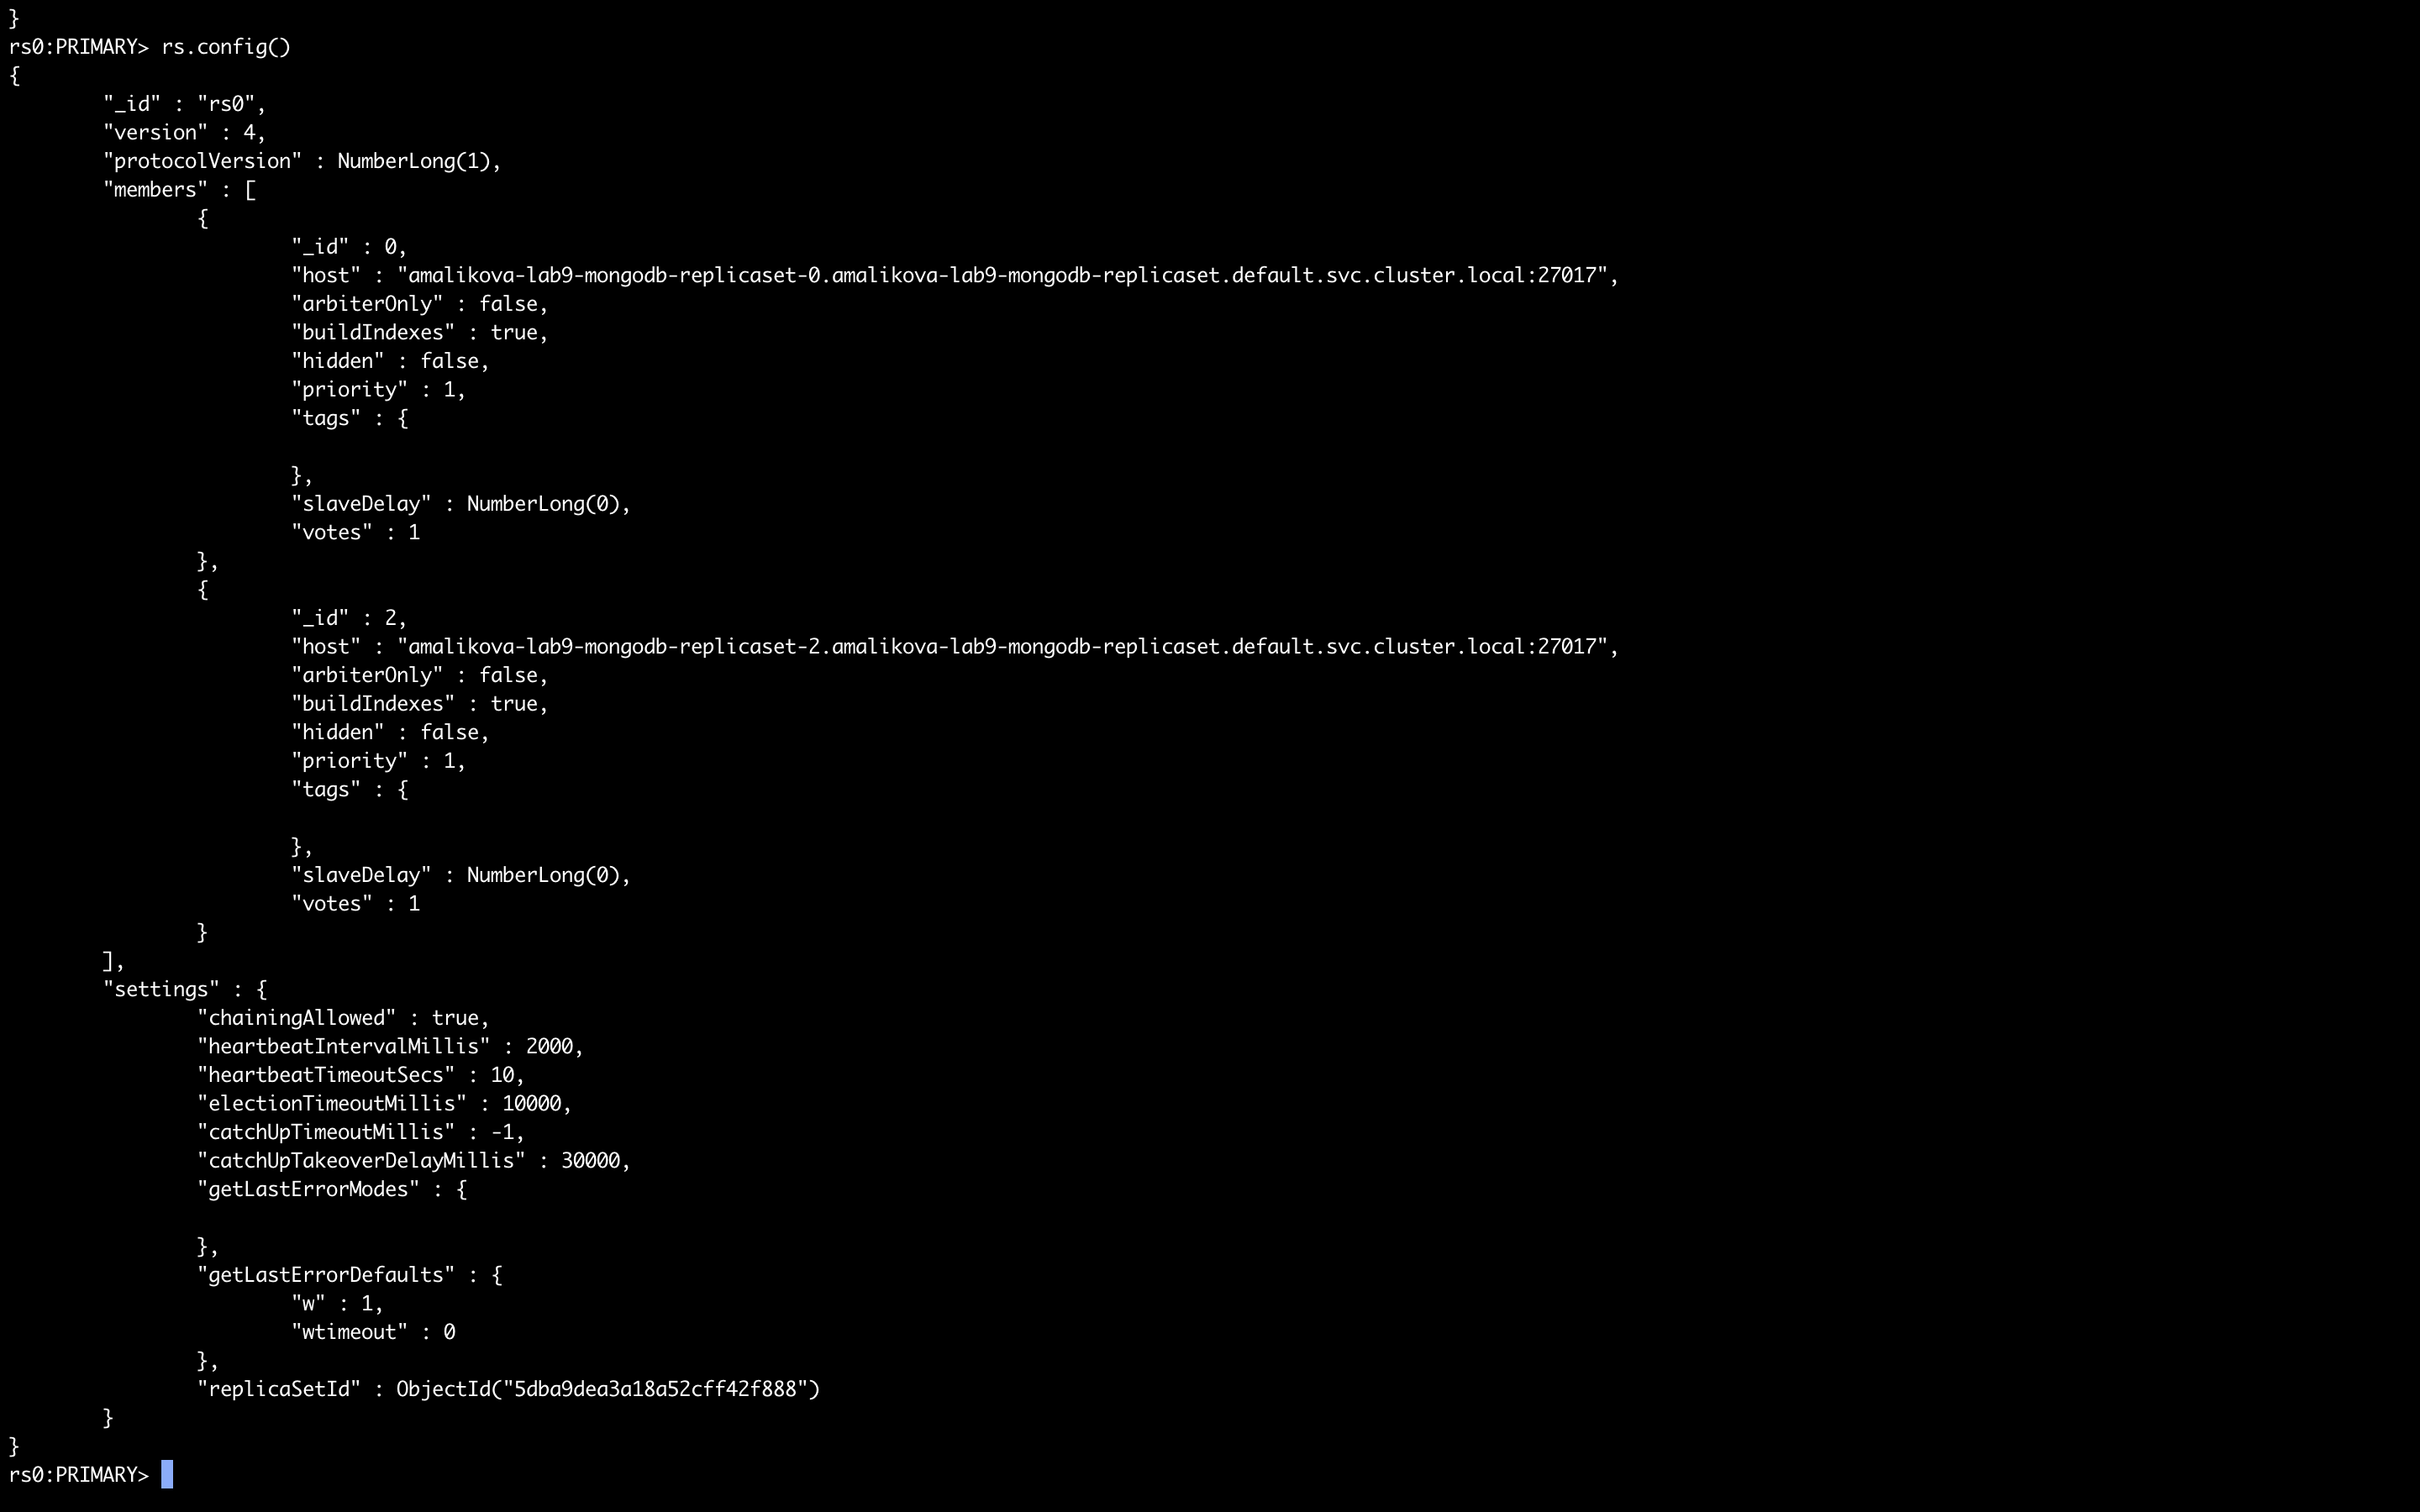 }
rs0:PRIMARY> rs.config()
{
        "_id" : "rs0",
        "version" : 4,
        "protocolVersion" : NumberLong(1),
        "members" : [
                {
                        "_id" : 0,
                        "host" : "amalikova-lab9-mongodb-replicaset-0.amalikova-lab9-mongodb-replicaset.default.svc.cluster.local:27017",
                        "arbiterOnly" : false,
                        "buildIndexes" : true,
                        "hidden" : false,
                        "priority" : 1,
                        "tags" : {

                        },
                        "slaveDelay" : NumberLong(0),
                        "votes" : 1
                },
                {
                        "_id" : 2,
                        "host" : "amalikova-lab9-mongodb-replicaset-2.amalikova-lab9-mongodb-replicaset.default.svc.cluster.local:27017",
                        "arbiterOnly" : false,
                        "buildIndexes" : true,
                        "hidden" : false,
                        "priority" : 1,
                        "tags" : {

                        },
                        "slaveDelay" : NumberLong(0),
                        "votes" : 1
                }
        ],
        "settings" : {
                "chainingAllowed" : true,
                "heartbeatIntervalMillis" : 2000,
                "heartbeatTimeoutSecs" : 10,
                "electionTimeoutMillis" : 10000,
                "catchUpTimeoutMillis" : -1,
                "catchUpTakeoverDelayMillis" : 30000,
                "getLastErrorModes" : {

                },
                "getLastErrorDefaults" : {
                        "w" : 1,
                        "wtimeout" : 0
                },
                "replicaSetId" : ObjectId("5dba9dea3a18a52cff42f888")
        }
}
rs0:PRIMARY>